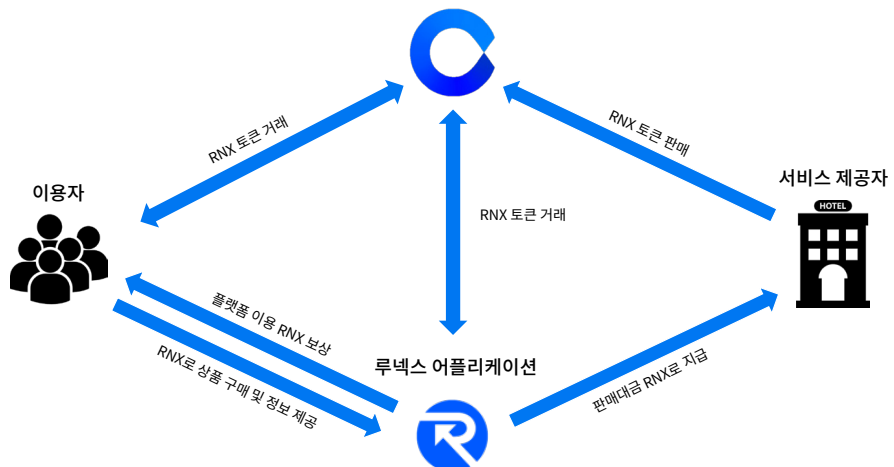 RNX 토큰 거래
RNX 토큰 판매
서비스 제공자
이용자
HOTEL
RNX 토큰 거래
플랫폼 이용 RNX 보상
루넥스 어플리케이션
RNX로 상품 구매 및 정보 제공
판매대금 RNX로 지급